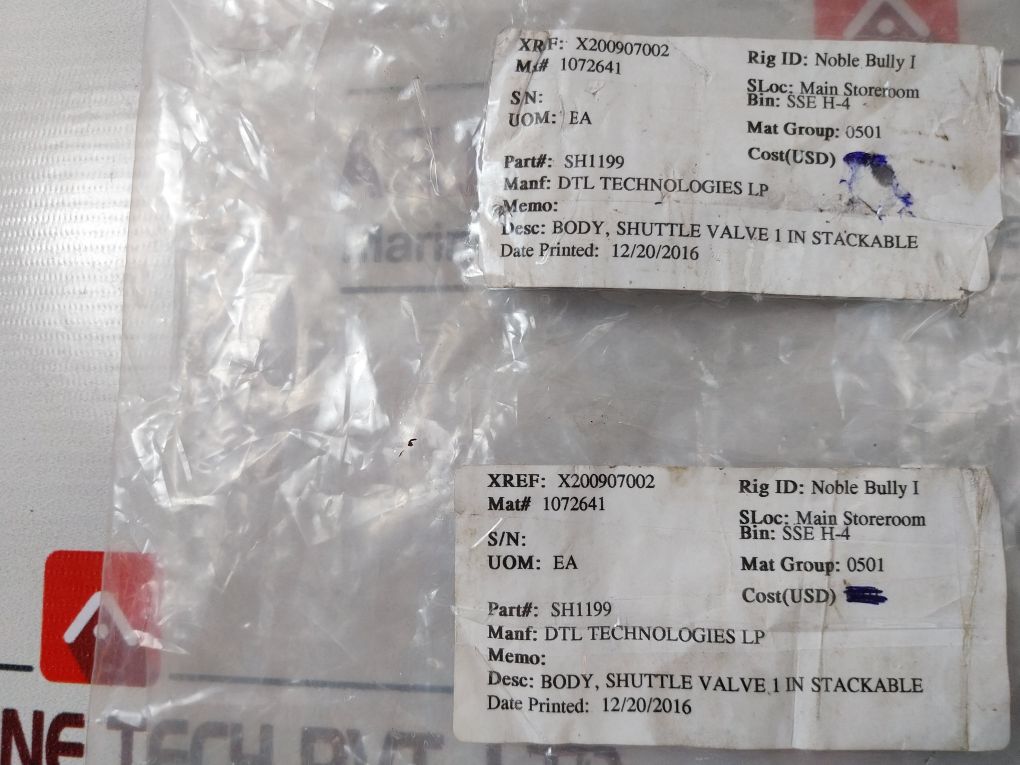 XREF: X200907002
Mat# 1072641
S/N:
UOM: EA
Rig ID: Noble Bully I
SLoc: Main Storeroom
Bin: SSE H-4
Mat Group: 0501
Cost(USD)
Part#: SH1199
Manf: DTL TECHNOLOGIES LP
Memo:
Desc: BODY, SHUTTLE VALVE 1 IN STACKABLE
Date Printed: 12/20/2016
XREF: X200907002
Mat# 1072641
S/N:
UOM: EA
Rig ID: Noble Bully I
SLoc: Main Storeroom
Bin: SSE H-4
Mat Group: 0501
Cost(USD)
Part#: SH1199
Manf: DTL TECHNOLOGIES LP
Memo:
Desc: BODY, SHUTTLE VALVE 1 IN STACKABLE
Date Printed: 12/20/2016
NE TECH PVT. LTD